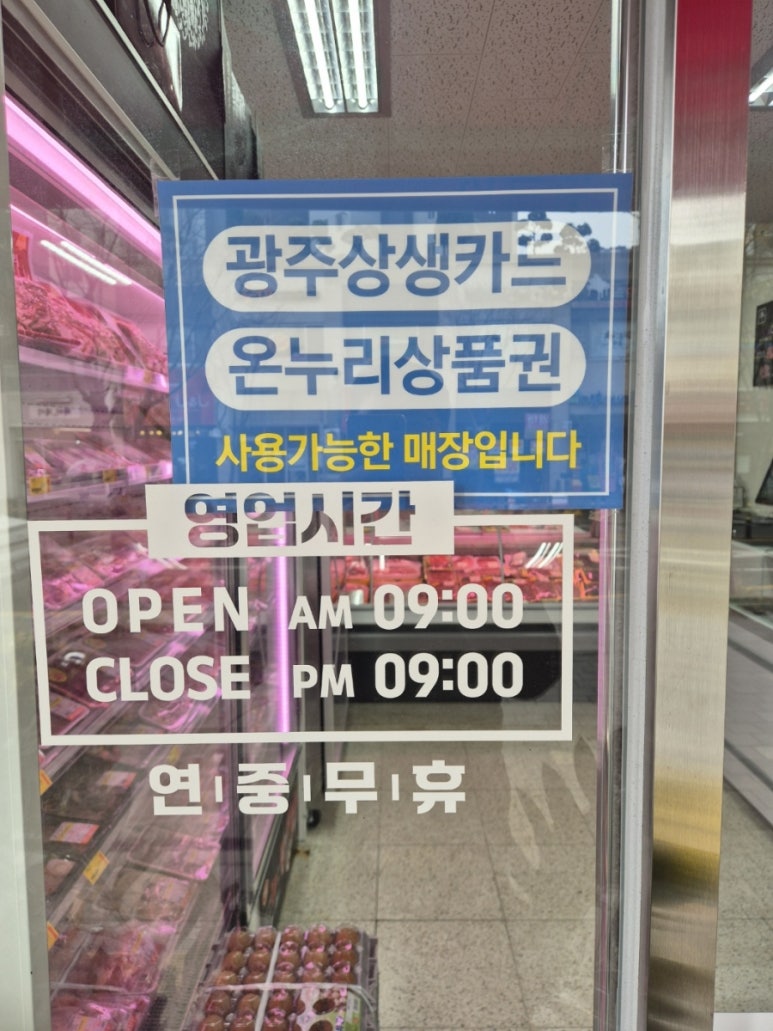 광주상생카드
온누리상품권
사용가능한 매장입니다
영업시간
OPEN AM 09:00
CLOSE PM 09:00
연중무휴